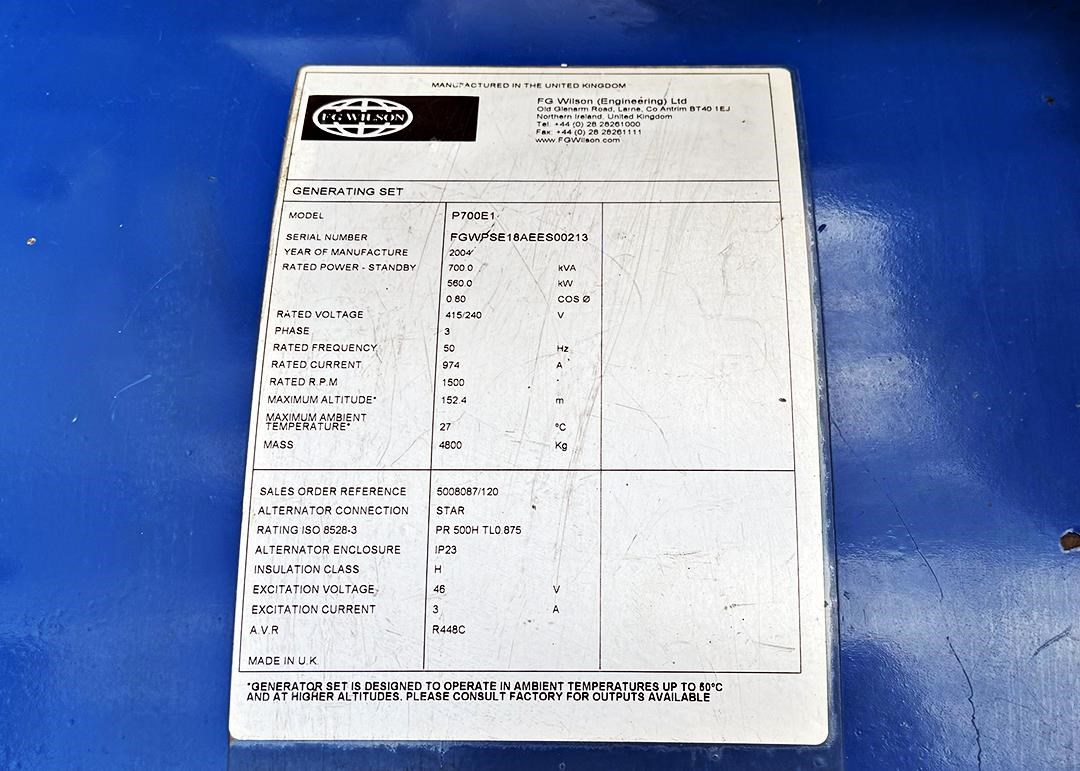 MANUFACTURED IN THE UNITED KINGDOM
FG WILSON
FG Wilson (Engineering) Ltd
Old Glenarm Road, Larne, Co Antrim BT40 1EJ
Northern Ireland, United Kingdom
Tel: +44 (0) 28 28261000
Fax: +44 (0) 28 28261111
www.FGWilson.com
GENERATING SET
MODEL P700E1
SERIAL NUMBER FGWPSE18AEES00213
YEAR OF MANUFACTURE 2004
RATED POWER - STANDBY 700.0 kVA
560.0 kW
0.80 COS Ø
RATED VOLTAGE 415/240 V
PHASE 3
RATED FREQUENCY 50 Hz
RATED CURRENT 974 A
RATED R.P.M 1500
MAXIMUM ALTITUDE* 152.4 m
MAXIMUM AMBIENT
TEMPERATURE* 27 °C
MASS 4800 Kg
SALES ORDER REFERENCE 5008087/120
ALTERNATOR CONNECTION STAR
RATING ISO 8528-3 PR 500H TL0.875
ALTERNATOR ENCLOSURE IP23
INSULATION CLASS H
EXCITATION VOLTAGE 46 V
EXCITATION CURRENT 3 A
A.V.R R448C
MADE IN U.K.
*GENERATOR SET IS DESIGNED TO OPERATE IN AMBIENT TEMPERATURES UP TO 50°C
AND AT HIGHER ALTITUDES. PLEASE CONSULT FACTORY FOR OUTPUTS AVAILABLE